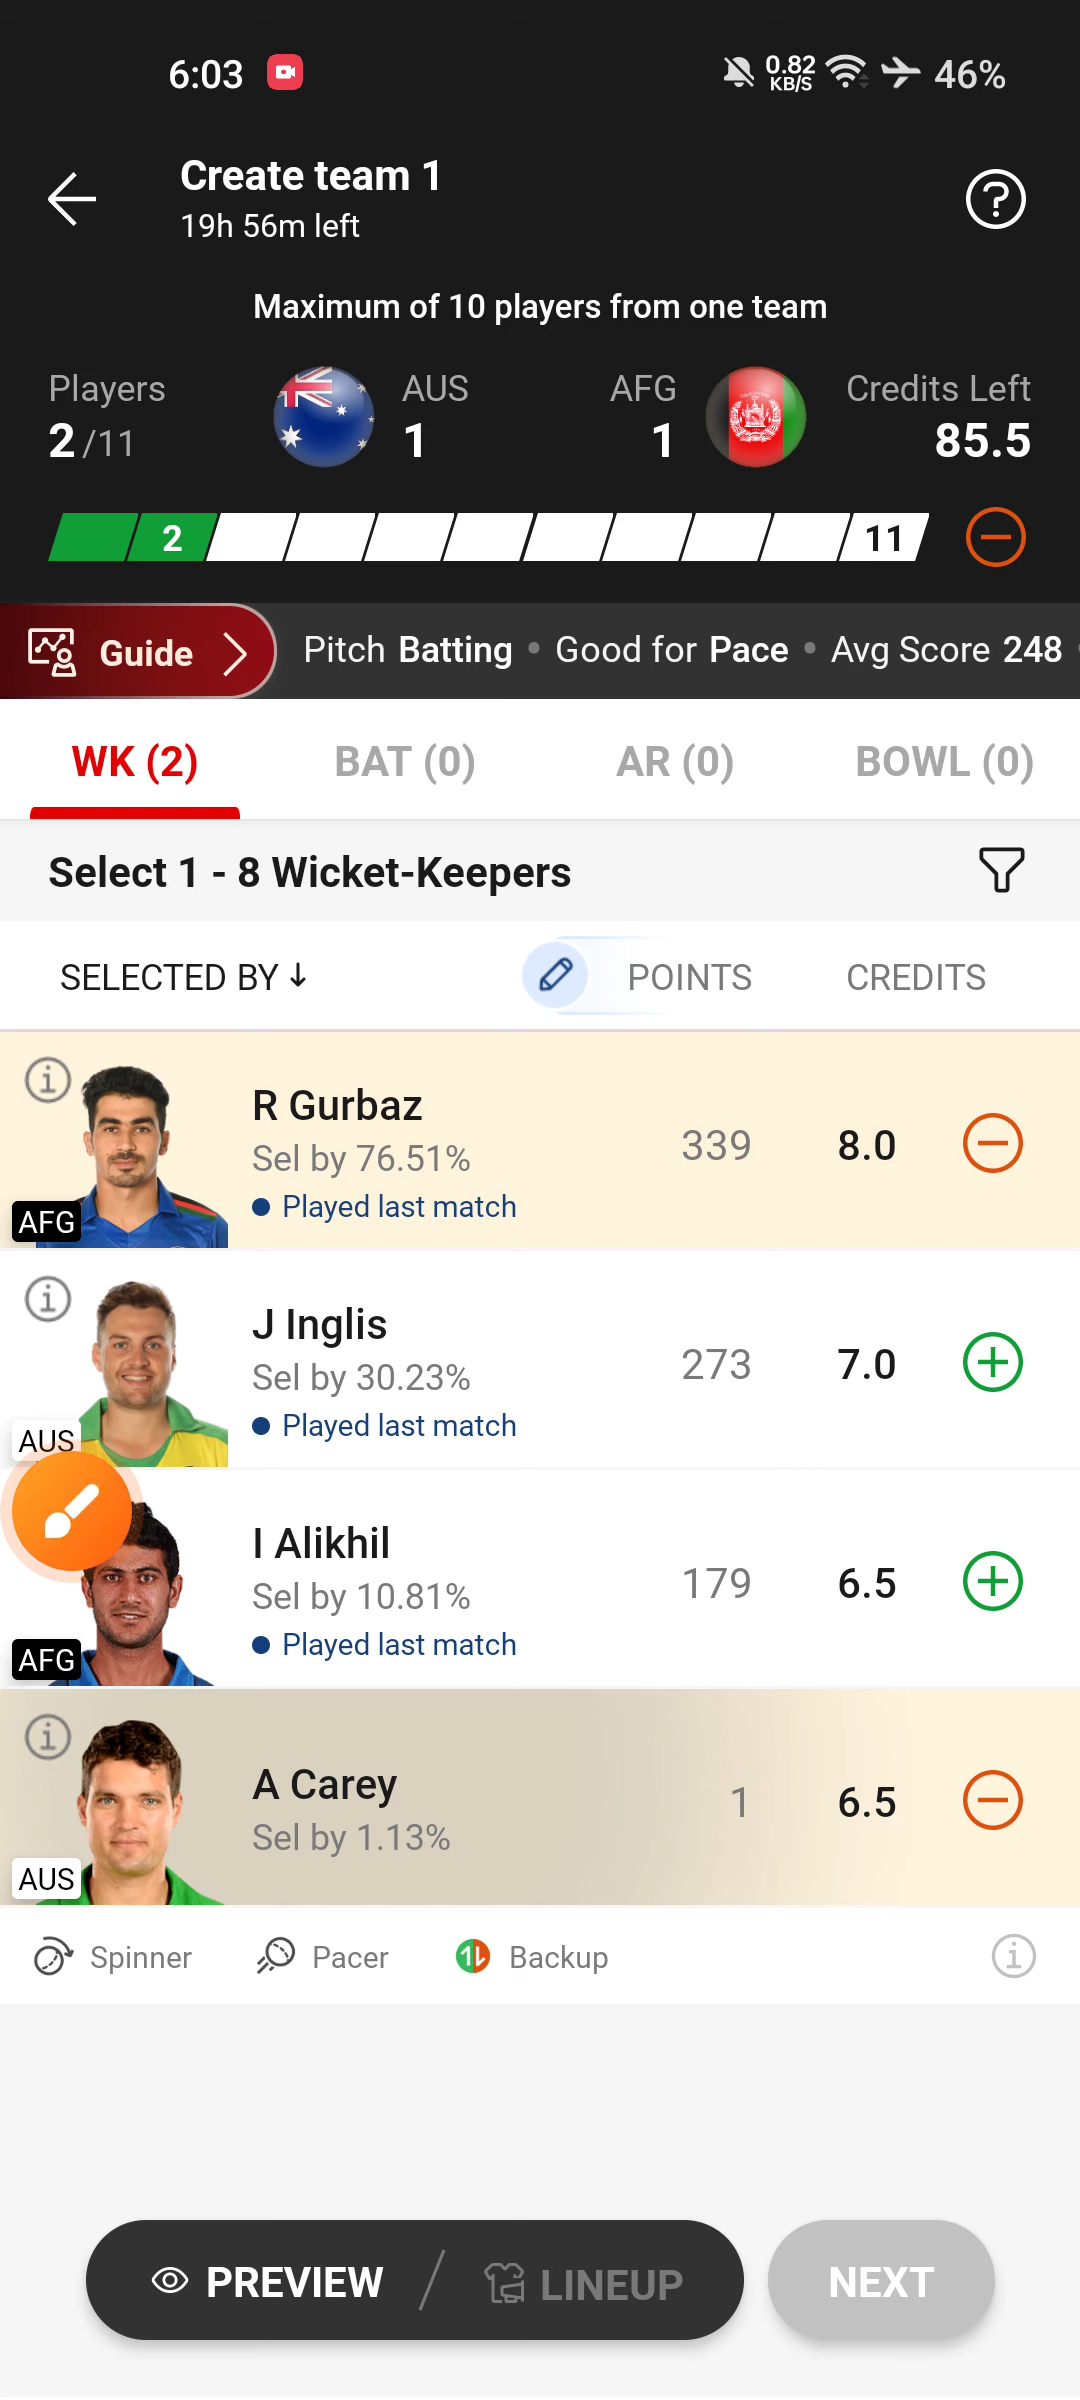 6:03
0.82
KB/S
46%
Create team 1
19h 56m left
Maximum of 10 players from one team
Players AUS AFG Credits Left
2/11 1 1 85.5
2 11
Guide Pitch Batting • Good for Pace • Avg Score 248
WK (2) BAT (0) AR (0) BOWL (0)
Select 1 - 8 Wicket-Keepers
SELECTED BY ↓ POINTS CREDITS
R Gurbaz
Sel by 76.51% 339 8.0
Played last match
AFG
J Inglis
Sel by 30.23% 273 7.0
Played last match
AUS
I Alikhil
Sel by 10.81% 179 6.5
Played last match
AFG
A Carey 1 6.5
Sel by 1.13%
AUS
Spinner Pacer Backup
PREVIEW LINEUP NEXT